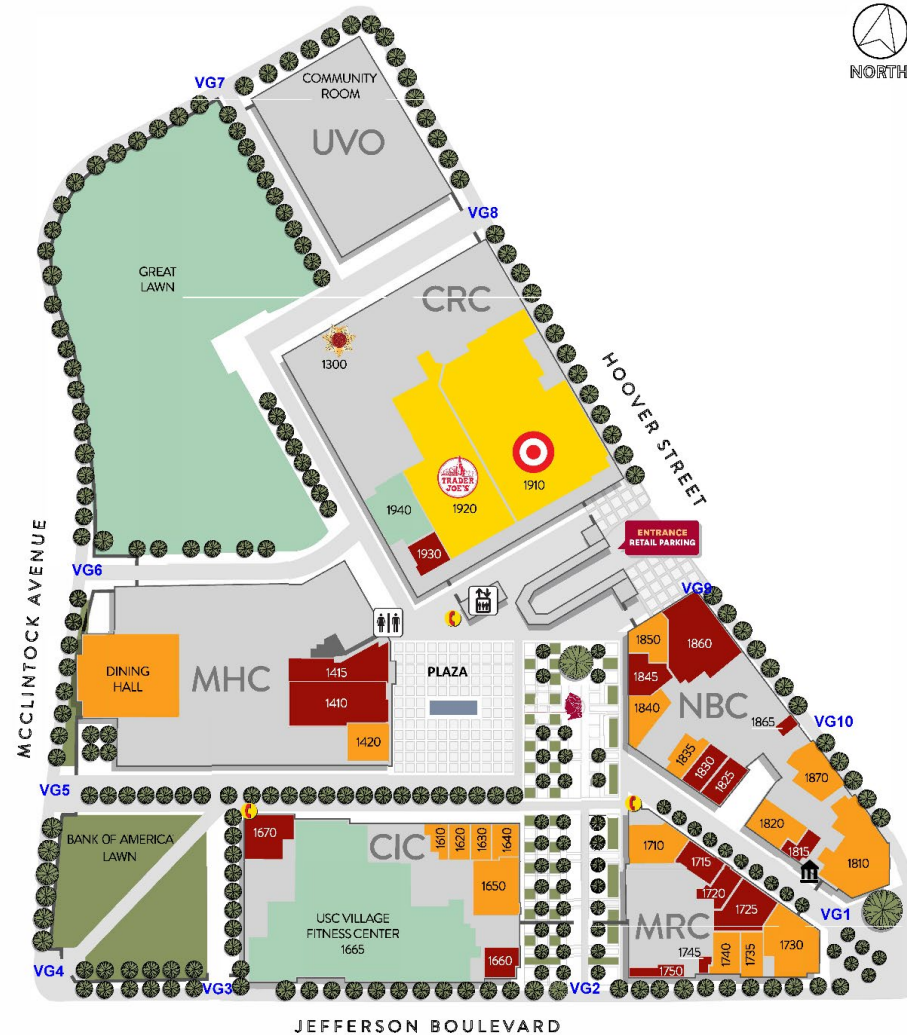 NORTH
VG7
COMMUNITY
ROOM
UVO
VG8
GREAT
LAWN
CRC
1300
HOOVER STREET
TRADER
JOE'S
1910
1920
1940
1930
ENTRANCE
RETAIL PARKING
MCCLINTOCK AVENUE
VG6
VG9
1850
1860
DINING
HALL
MHC
1415
PLAZA
1845
1410
1840
NBC
1865
VG10
1420
1835
1830
1825
1870
VG5
1670
CIC
1610
1620
1630
1640
1710
1820
1815
1810
BANK OF AMERICA
LAWN
1715
1720
1725
1650
USC VILLAGE
FITNESS CENTER
1665
MRC
VG1
1730
1745
1740
1735
1660
1750
VG4
VG3
VG2
JEFFERSON BOULEVARD